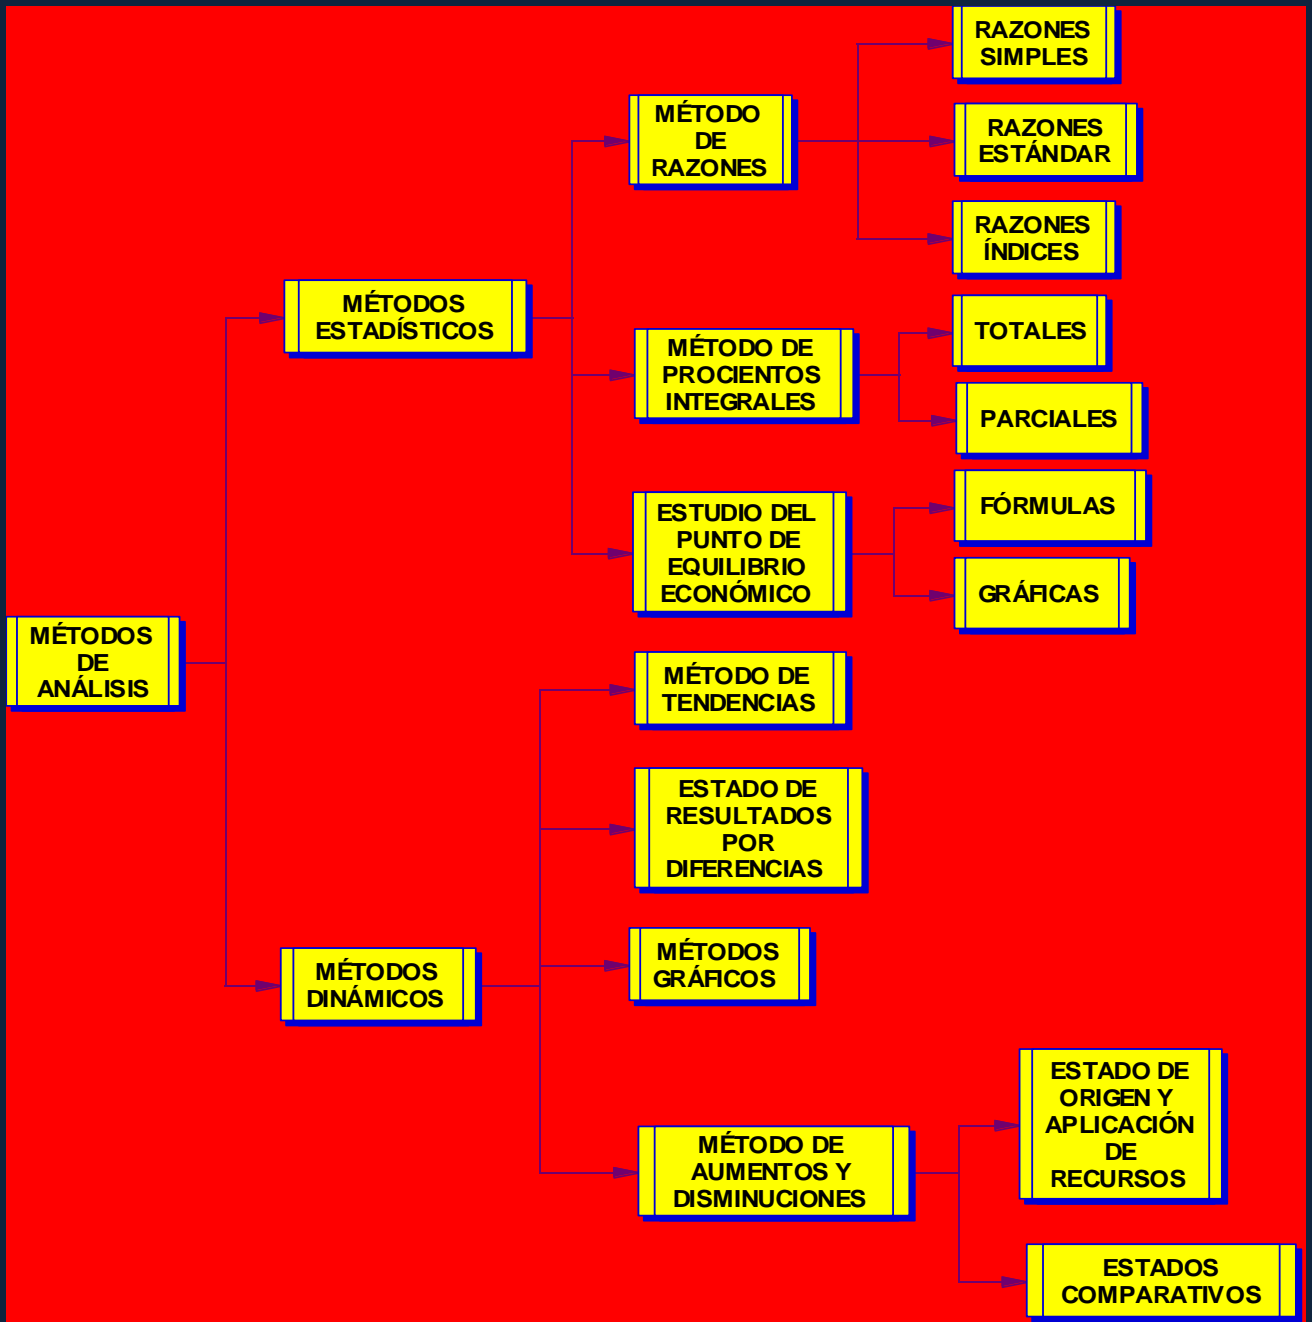 MÉTODOS
DE
ANÁLISIS
MÉTODOS
ESTADÍSTICOS
MÉTODO
DE
RAZONES
RAZONES
SIMPLES
RAZONES
ESTÁNDAR
RAZONES
ÍNDICES
MÉTODO DE
PROCIENTOS
INTEGRALES
TOTALES
PARCIALES
ESTUDIO DEL
PUNTO DE
EQUILIBRIO
ECONÓMICO
FÓRMULAS
GRÁFICAS
MÉTODOS
DINÁMICOS
MÉTODO DE
TENDENCIAS
ESTADO DE
RESULTADOS
POR
DIFERENCIAS
MÉTODOS
GRÁFICOS
MÉTODO DE
AUMENTOS Y
DISMINUCIONES
ESTADO DE
ORIGEN Y
APLICACIÓN
DE
RECURSOS
ESTADOS
COMPARATIVOS